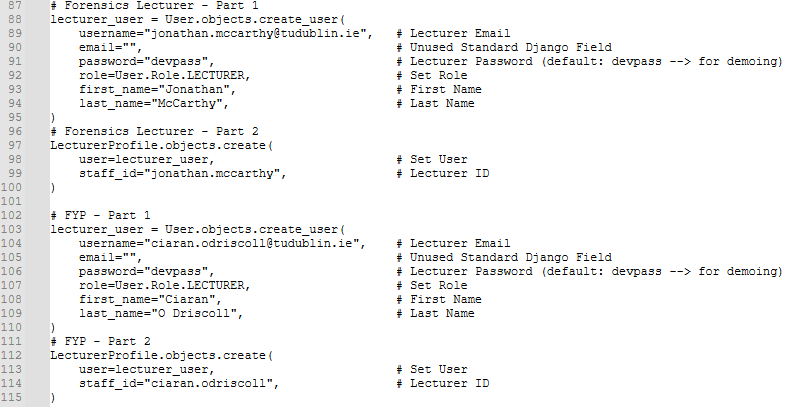 87 # Forensics Lecturer - Part 1
88 lecturer_user = User.objects.create_user(
89 username="jonathan.mccarthy@tudublin.ie", # Lecturer Email
90 email="", # Unused Standard Django Field
91 password="devpass", # Lecturer Password (default: devpass --> for demoing)
92 role=User.Role.LECTURER, # Set Role
93 first_name="Jonathan", # First Name
94 last_name="McCarthy", # Last Name
95 )
96 # Forensics Lecturer - Part 2
97 LecturerProfile.objects.create(
98 user=lecturer_user, # Set User
99 staff_id="jonathan.mccarthy", # Lecturer ID
100 )
101
102 # FYP - Part 1
103 lecturer_user = User.objects.create_user(
104 username="ciaran.odriscoll@tudublin.ie", # Lecturer Email
105 email="", # Unused Standard Django Field
106 password="devpass", # Lecturer Password (default: devpass --> for demoing)
107 role=User.Role.LECTURER, # Set Role
108 first_name="Ciaran", # First Name
109 last_name="O Driscoll", # Last Name
110 )
111 # FYP - Part 2
112 LecturerProfile.objects.create(
113 user=lecturer_user, # Set User
114 staff_id="ciaran.odriscoll", # Lecturer ID
115 )